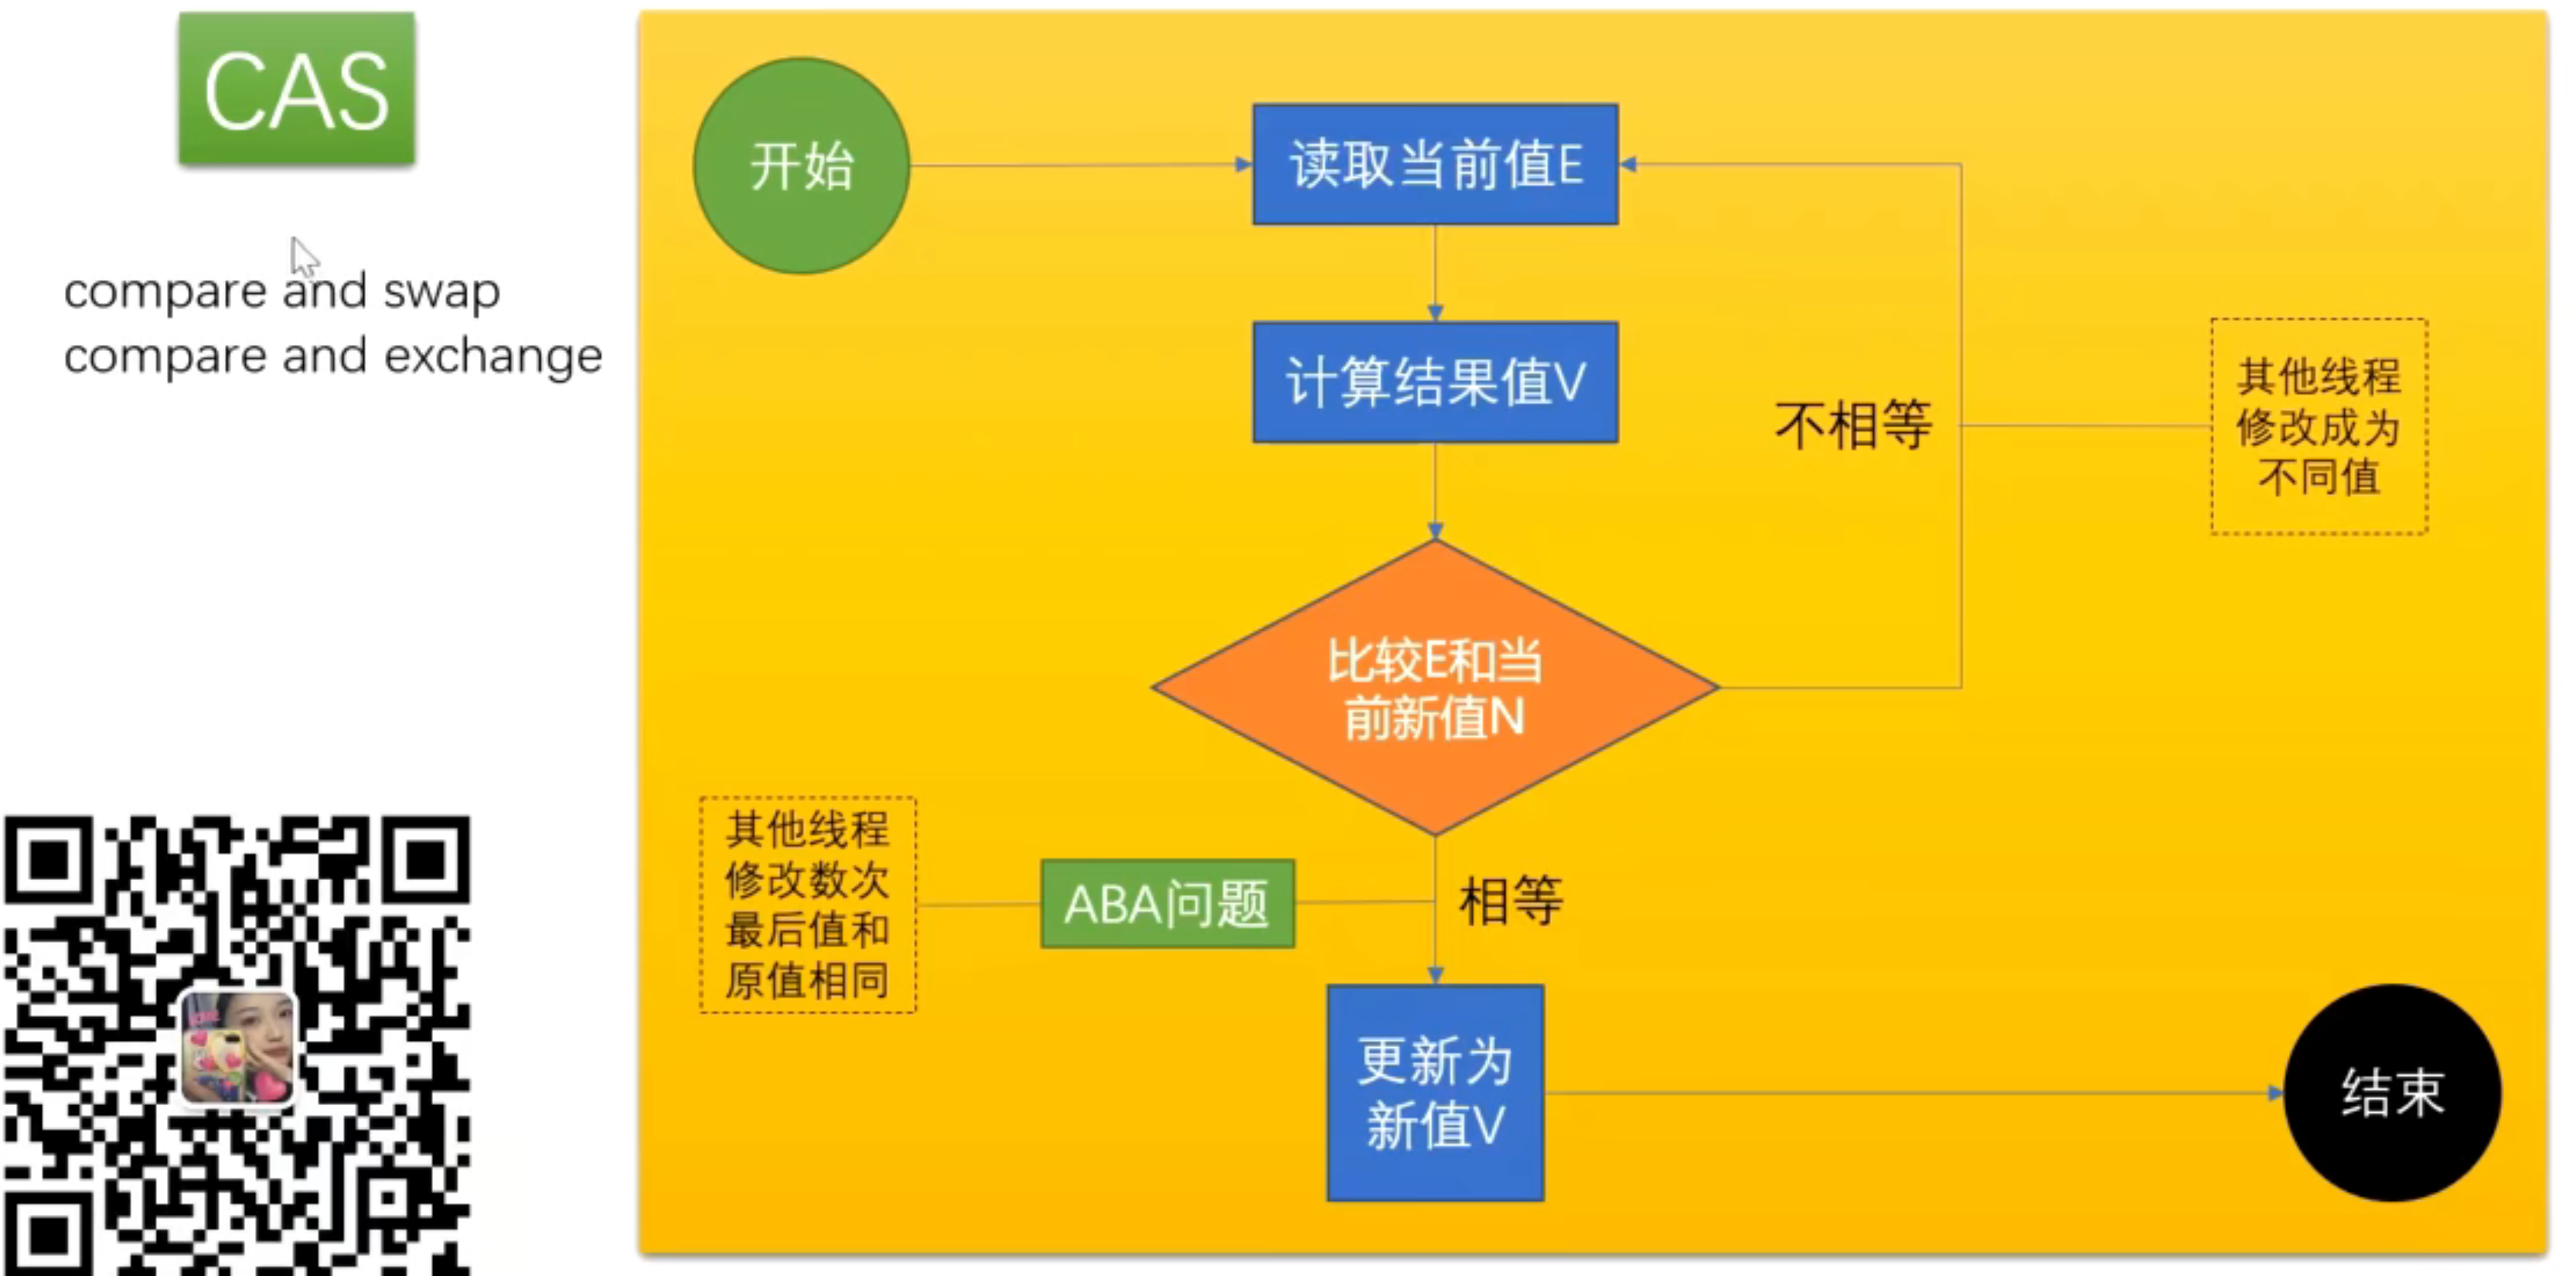 CAS
compare and swap
compare and exchange
开始
读取当前值E
计算结果值V
不相等
其他线程
修改成为
不同值
比较E和当
前新值N
其他线程
修改数次
最后值和
原值相同
ABA问题
相等
更新为
新值V
结束